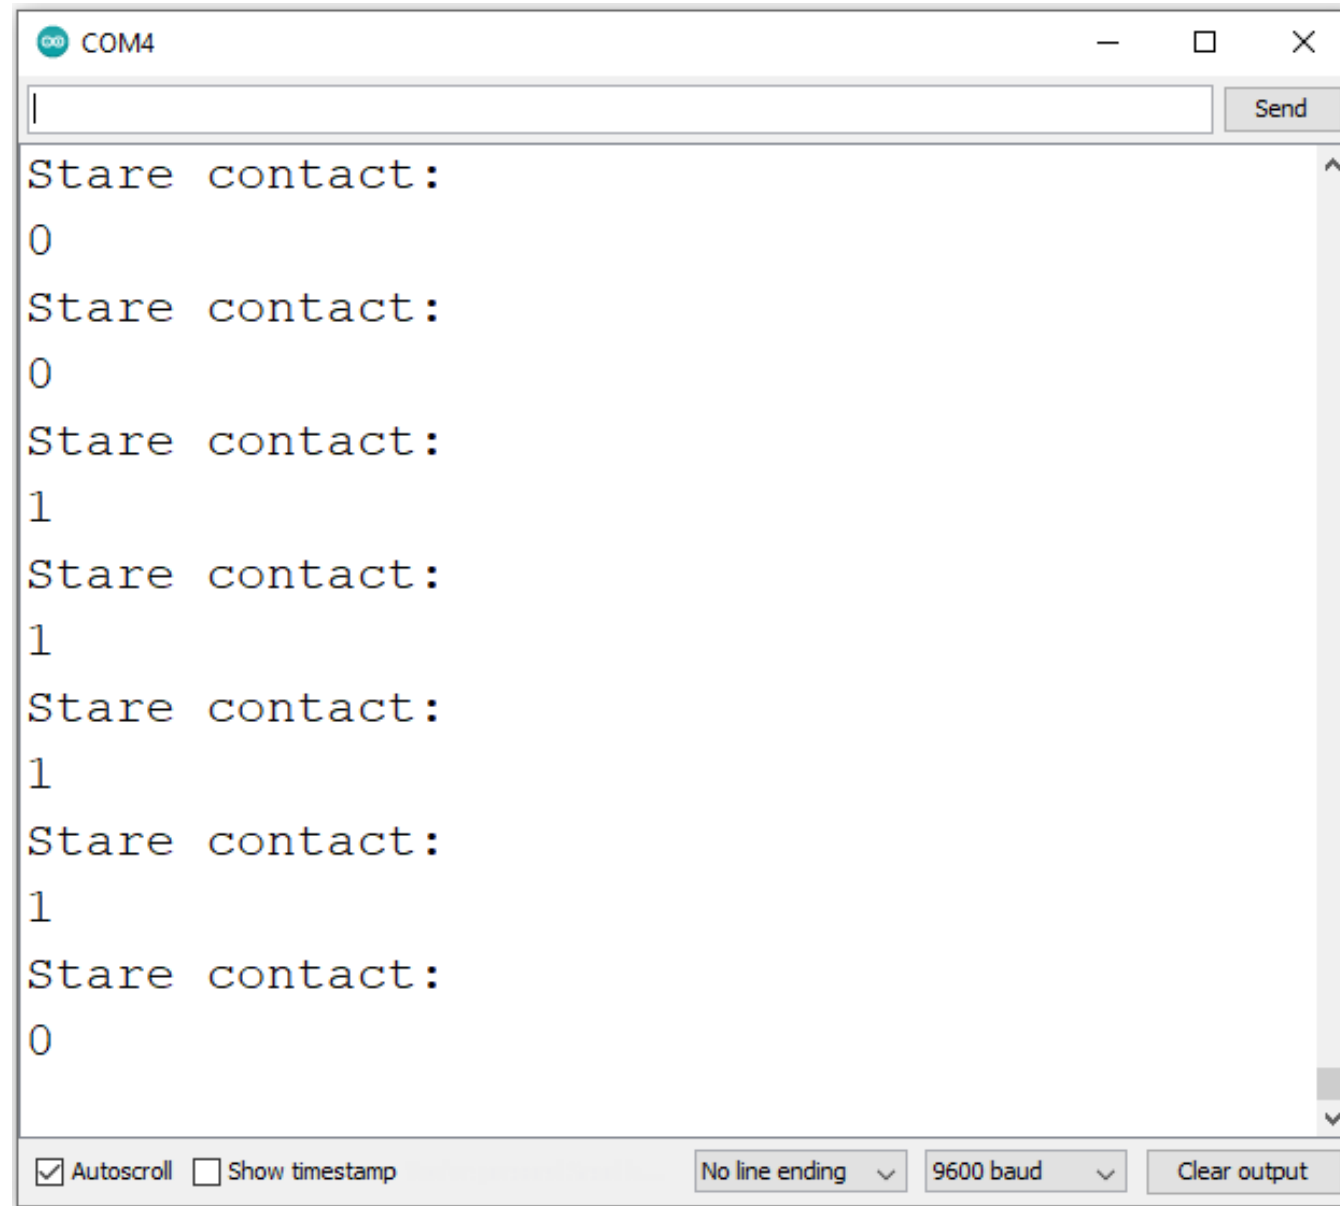 COM4
Send
Stare contact:
0
Stare contact:
0
Stare contact:
1
Stare contact:
1
Stare contact:
1
Stare contact:
1
Stare contact:
0
Autoscroll Show timestamp No line ending 9600 baud Clear output